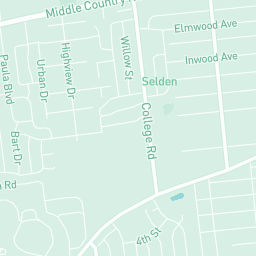 Middle Country
Elmwood Ave
Inwood Ave
Willow St
Highview Dr
Urban Dr
Paula Blvd
Selden
College Rd
Bart Dr
Rd
4th St